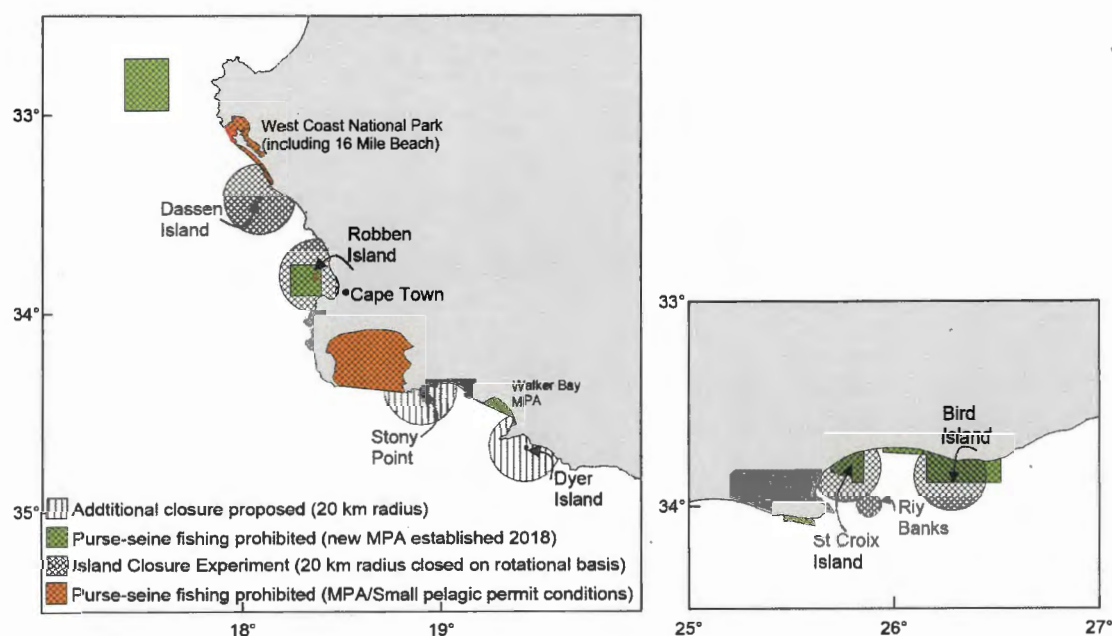 33°
34°
35°
18°
19°
West Coast National Park
(including 16 Mile Beach)
Dassen
Island
Robben
Island
Cape Town
Walker Bay
MPA
Stony
Point
Dyer
Island
Addtitional closure proposed (20 km radius)
Purse-seine fishing prohibited (new MPA established 2018)
Island Closure Experiment (20 km radius closed on rotational basis)
Purse-seine fishing prohibited (MPA/Small pelagic permit conditions)
33°
34°
25°
26°
27°
Bird
Island
Riy
Banks
St Croix
Island